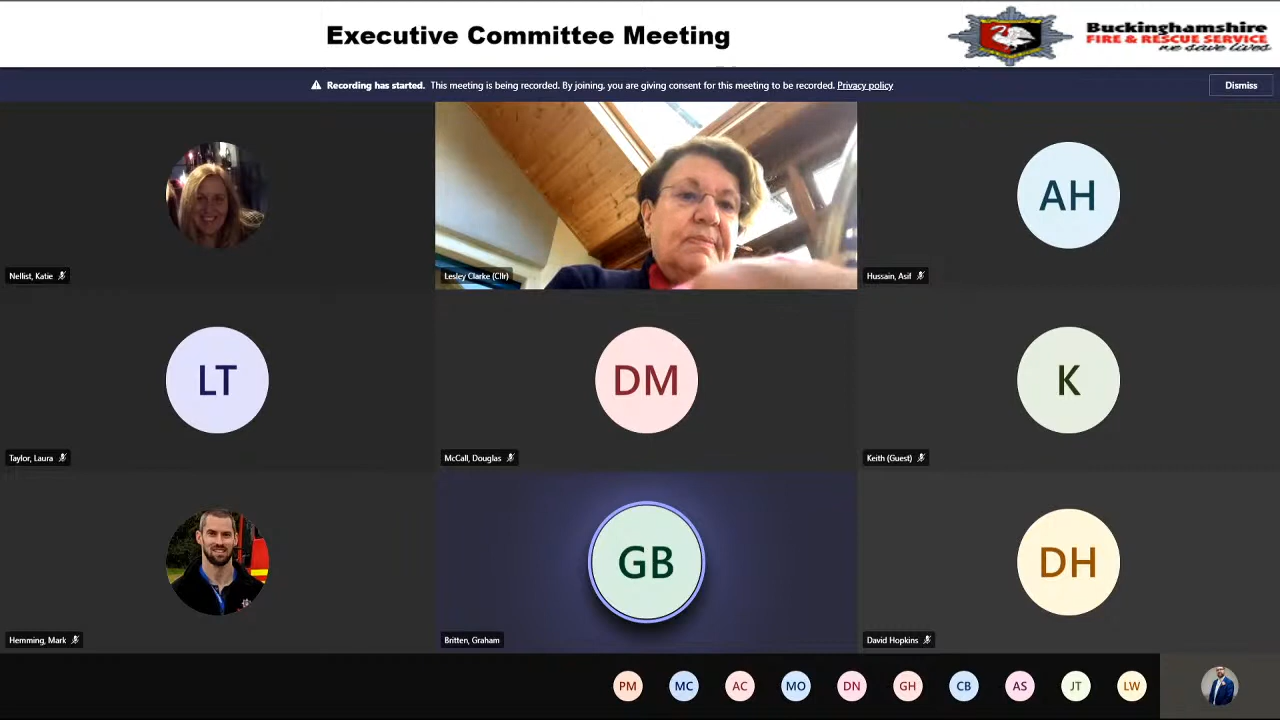 Executive Committee Meeting
Buckinghamshire
FIRE & RESCUE SERVICE
we save lives
Recording has started. This meeting is being recorded. By joining, you are giving consent for this meeting to be recorded. Privacy policy
Dismiss
Nellist, Katie
Lesley Clarke (Cllr)
AH
Hussain, Asif
LT
Taylor, Laura
DM
McCall, Douglas
K
Keith (Guest)
Hemming, Mark
GB
Britten, Graham
DH
David Hopkins
PM
MC
AC
MO
DN
GH
CB
AS
JT
LW